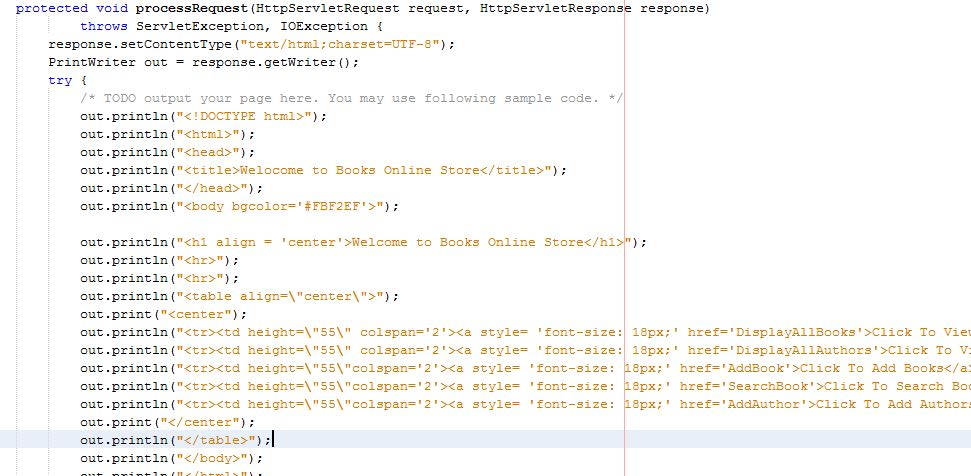 protected void processRequest(HttpServletRequest request, HttpServletResponse response)
throws ServletException, IOException {
response.setContentType("text/html;charset=UTF-8");
PrintWriter out = response.getWriter();
try {
/* TODO output your page here. You may use following sample code. */
out.println("<!DOCTYPE html>");
out.println("<html>");
out.println("<head>");
out.println("<title>Welocome to Books Online Store</title>");
out.println("</head>");
out.println("<body bgcolor='#FBF2EF'>");
out.println("<h1 align = 'center'>Welcome to Books Online Store</h1>");
out.println("<hr>");
out.println("<hr>");
out.println("<table align=\"center\">");
out.print("<center");
out.println("<tr><td height=\"55\" colspan='2'><a style= 'font-size: 18px;' href='DisplayAllBooks'>Click To View
out.println("<tr><td height=\"55\" colspan='2'><a style= 'font-size: 18px;' href='DisplayAllAuthors'>Click To
out.println("<tr><td height=\"55\"colspan='2'><a style= 'font-size: 18px;' href='AddBook'>Click To Add Books</a>
out.println("<tr><td height=\"55\"colspan='2'><a style= 'font-size: 18px;' href='SearchBook'>Click To Search
out.println("<tr><td height=\"55\"colspan='2'><a style= 'font-size: 18px;' href='AddAuthor'>Click To Add Authors
out.print("</center");
out.println("</table>");
out.println("</body>");
out.println("</html>");